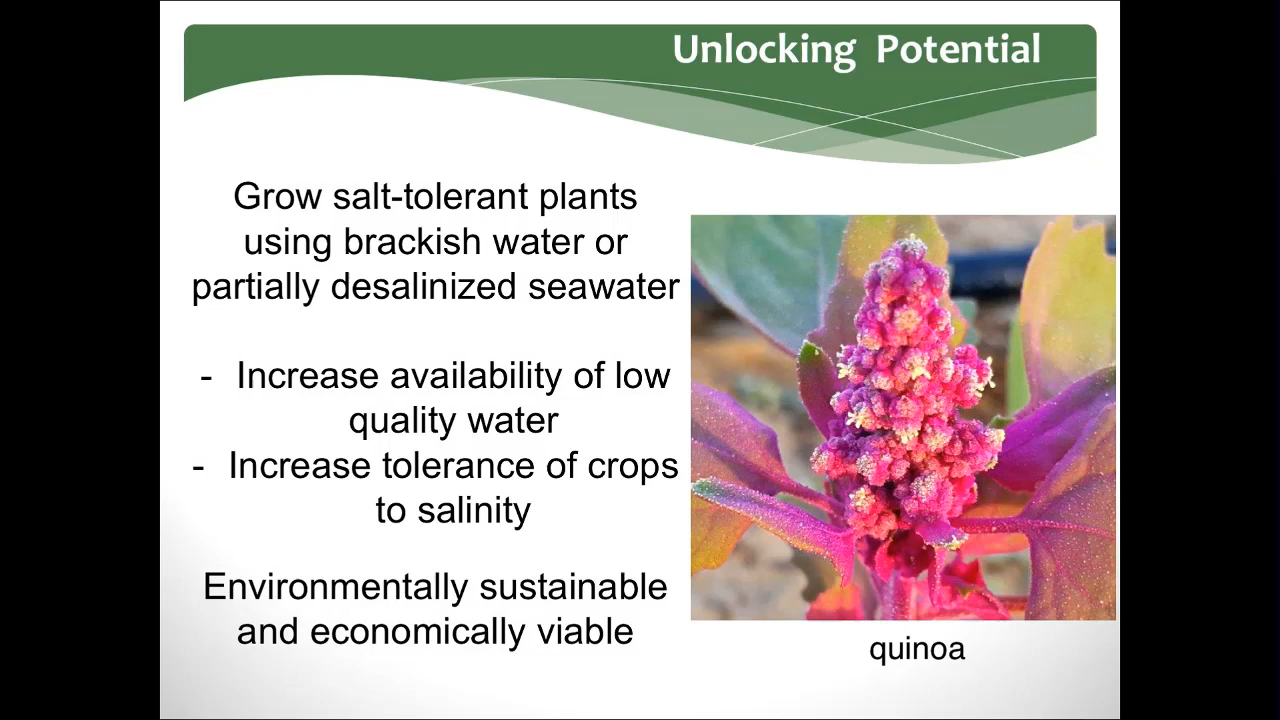 Unlocking Potential
Grow salt-tolerant plants
using brackish water or
partially desalinized seawater
- Increase availability of low
quality water
- Increase tolerance of crops
to salinity
Environmentally sustainable
and economically viable
quinoa